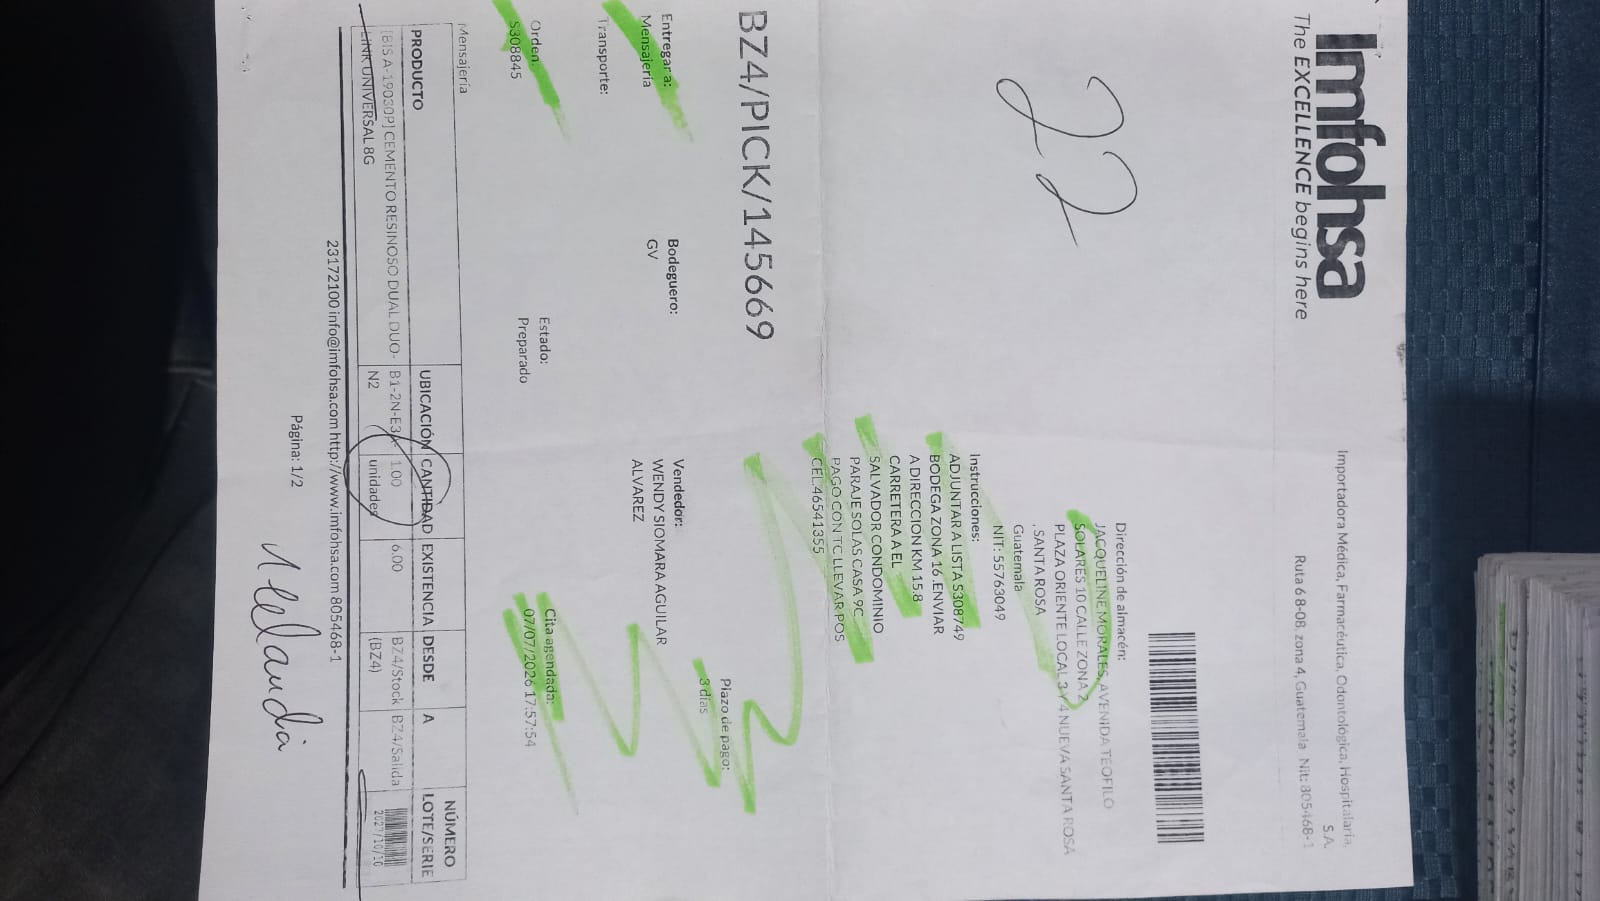 Imfohsa
The EXCELLENCE begins here
Importadora Médica, Farmacéutica, Odontológica, Hospitalaria,
S.A.
Ruta 6 8-08, zona 4, Guatemala Nit: 805468-1
22
Dirección de almacén:
JACQUELINE MORALES, AVENIDA TEOFILO
SOLARES 10 CALLE ZONA 2
PLAZA ORIENTE LOCAL 3 Y 4 NUEVA SANTA ROSA
, SANTA ROSA
Guatemala
NIT: 55763049
Instrucciones:
ADJUNTAR A LISTA S308749
BODEGA ZONA 16 .ENVIAR
A DIRECCION KM 15.8
CARRETERA A EL
SALVADOR CONDOMINIO
PARAJE SOLAS CASA 9C
PAGO CON TC LLEVAR POS
CEL.46541355
BZ4/PICK/145669
Entregar a:
Mensajería
Bodeguero:
GV
Vendedor:
WENDY SIOMARA AGUILAR
ALVAREZ
Plazo de pago:
3 días
Transporte:
Orden:
S308845
Estado:
Preparado
Cita agendada:
07/07/2026 17:57:54
Mensajería
PRODUCTO UBICACIÓN CANTIDAD EXISTENCIA DESDE A NÚMERO LOTE/SERIE
[BIS A-19030P] CEMENTO RESINOSO DUAL DUO- B1-2N-E3 1.00 6.00 BZ4/Stock BZ4/Salida
LINK UNIVERSAL 8G N2 unidades (BZ4) 2027/10/10
23172100 info@imfohsa.com http://www.imfohsa.com 805468-1
Página: 1/2